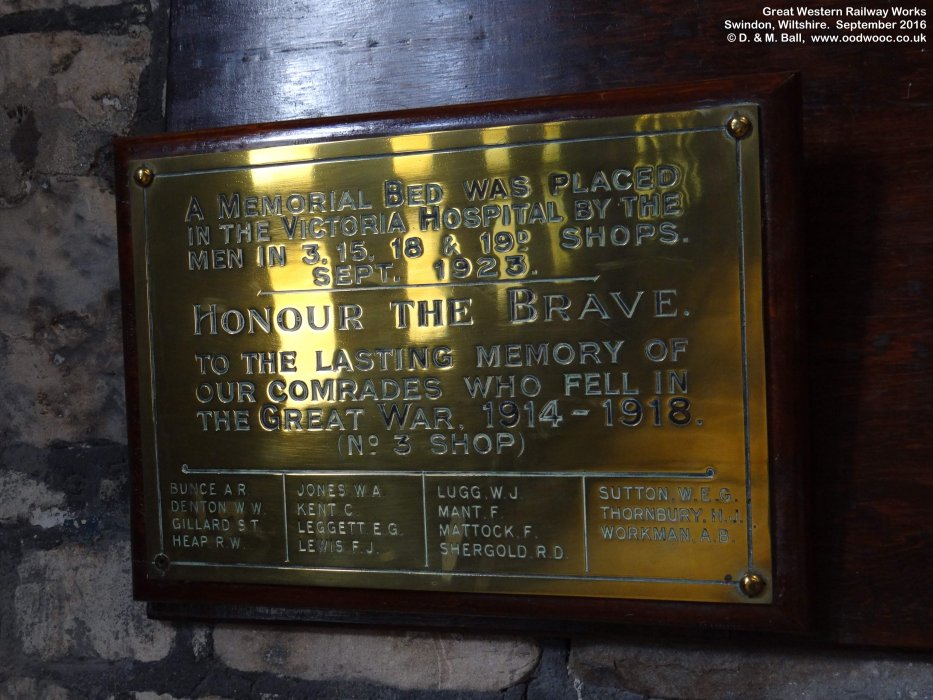 Great Western Railway Works
Swindon, Wiltshire. September 2016
© D. & M. Ball, www.oodwooc.co.uk
A MEMORIAL BED WAS PLACED
IN THE VICTORIA HOSPITAL BY THE
MEN IN 3, 15, 18 & 19D SHOPS.
SEPT. 1923.
HONOUR THE BRAVE.
TO THE LASTING MEMORY OF
OUR COMRADES WHO FELL IN
THE GREAT WAR, 1914-1918.
(No 3 SHOP)
BUNCE A.R.
DENTON W.W.
GILLARD S.T.
HEAP R.W.
JONES W.A.
KENT C.
LEGGETT E.G.
LEWIS F.J.
LUGG, W.J.
MANT, F.
MATTOCK, F.
SHERGOLD, R.D.
SUTTON, W.E.G.
THORNBURY, H.J.
WORKMAN, A.B.